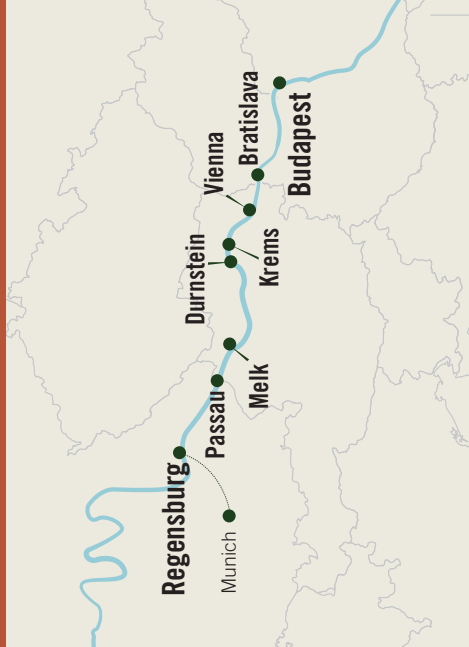 Regensburg
Munich
Passau
Melk
Durnstein
Krems
Vienna
Bratislava
Budapest